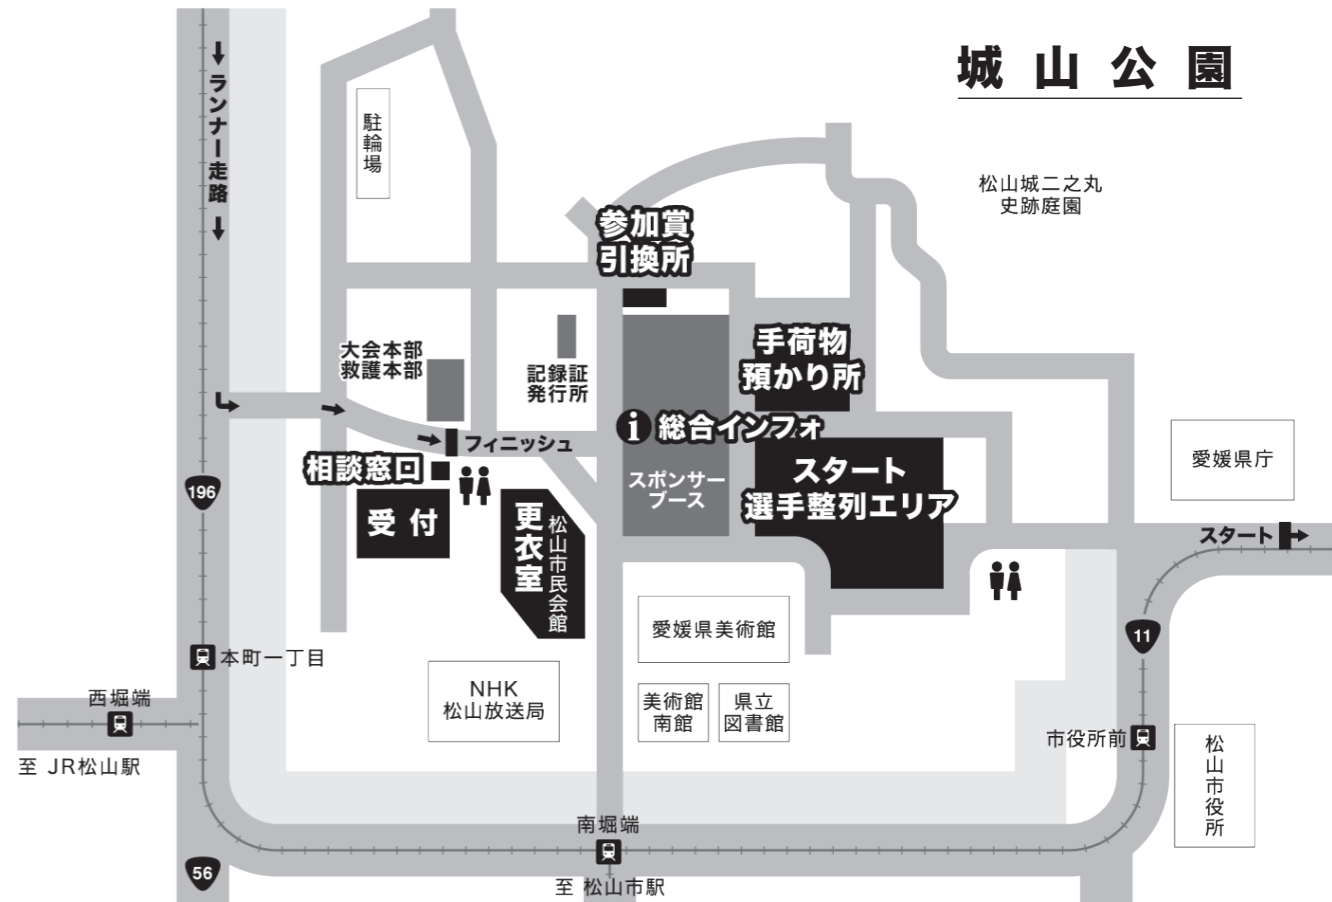 城山公園
ランナー走路
駐輪場
松山城二之丸
史跡庭園
参加賞
引換所
手荷物
預かり所
大会本部
救護本部
記録証
発行所
i 総合インフォ
フィニッシュ
相談窓口
スポンサー
ブース
スタート
選手整列エリア
愛媛県庁
196
受付
更衣室
松山市民会館
スタート
愛媛県美術館
11
本町一丁目
NHK
松山放送局
西堀端
美術館
南館
県立
図書館
市役所前
松山市役所
至 JR松山駅
南堀端
56
至 松山市駅